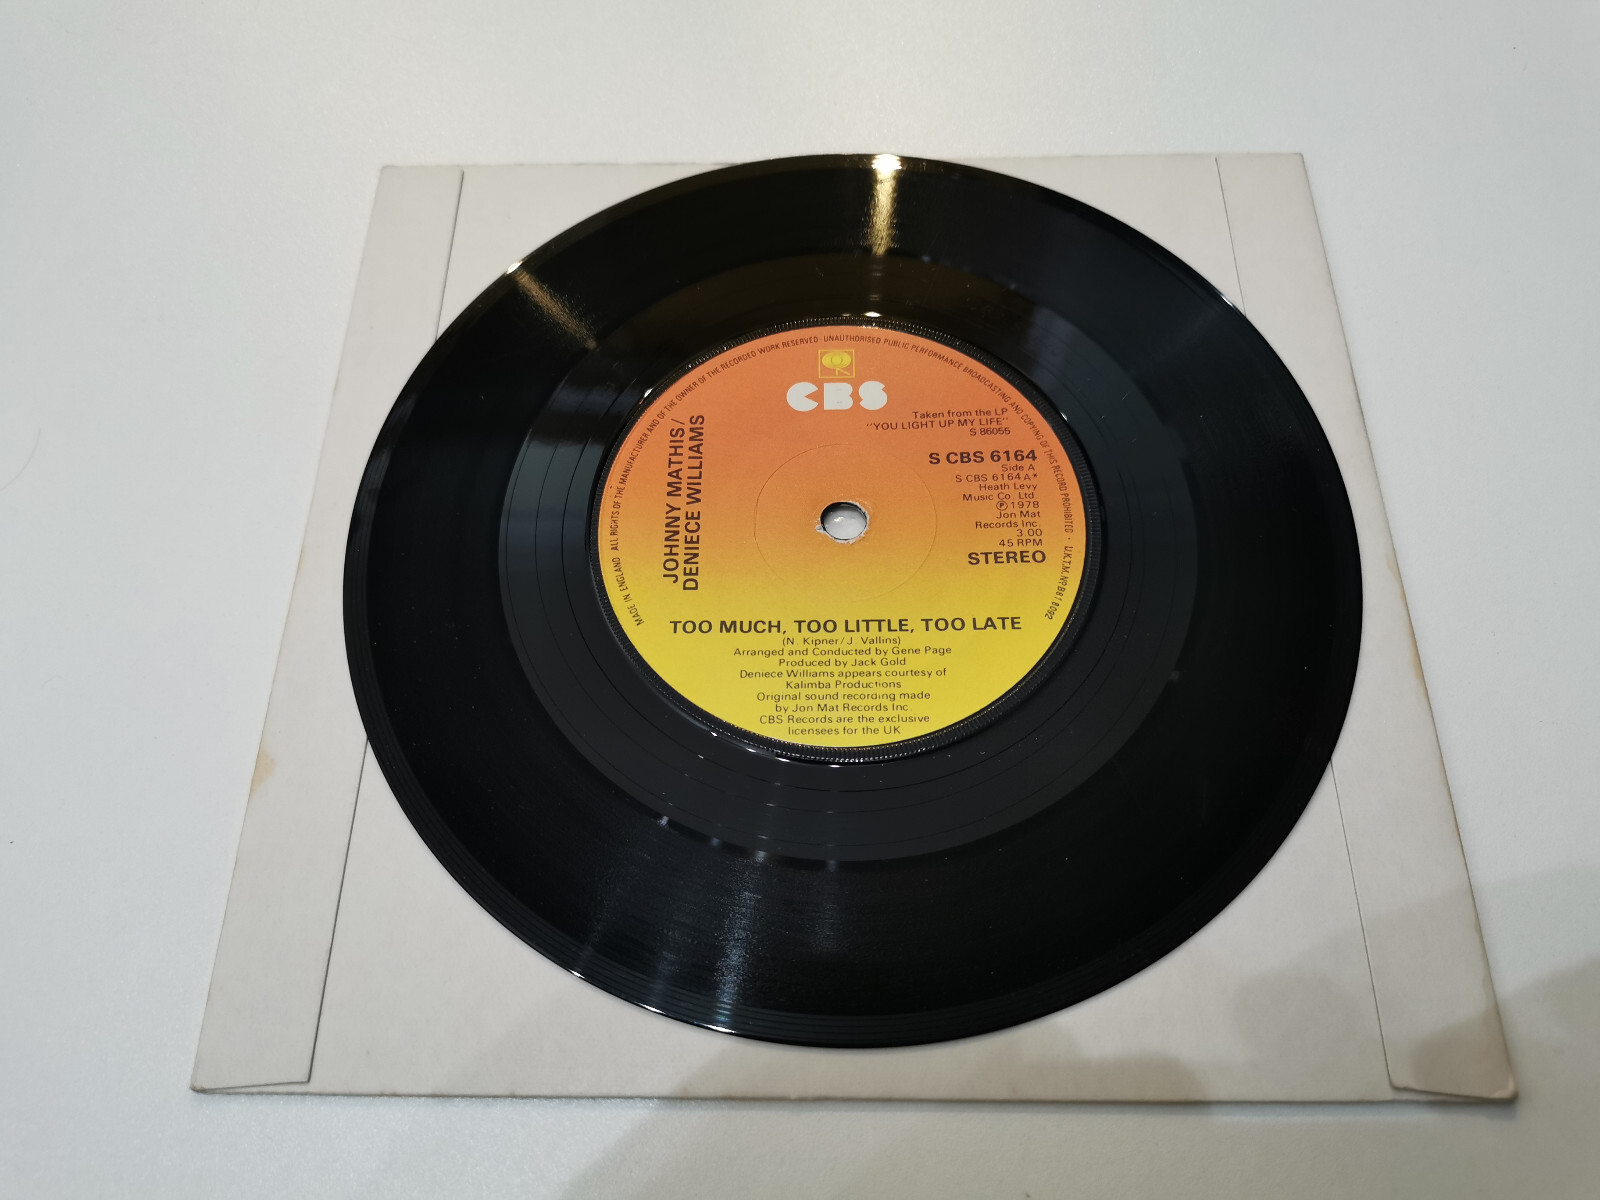 MADE IN ENGLAND ALL RIGHTS OF THE MANUFACTURER AND OF THE OWNER OF THE RECORDED WORK RESERVED · UNAUTHORISED PUBLIC PERFORMANCE BROADCASTING AND COPYING OF THIS RECORD PROHIBITED · U.K.T.M. No B618092
CBS
Taken from the LP
"YOU LIGHT UP MY LIFE"
S 86055
JOHNNY MATHIS/
DENIECE WILLIAMS
S CBS 6164
Side A
S CBS 6164 A*
Heath Levy
Music Co. Ltd.
℗ 1978
Jon Mat
Records Inc.
3.00
45 RPM
STEREO
TOO MUCH, TOO LITTLE, TOO LATE
(N. Kipner/J. Vallins)
Arranged and Conducted by Gene Page
Produced by Jack Gold
Deniece Williams appears courtesy of
Kalimba Productions
Original sound recording made
by Jon Mat Records Inc.
CBS Records are the exclusive
licensees for the UK